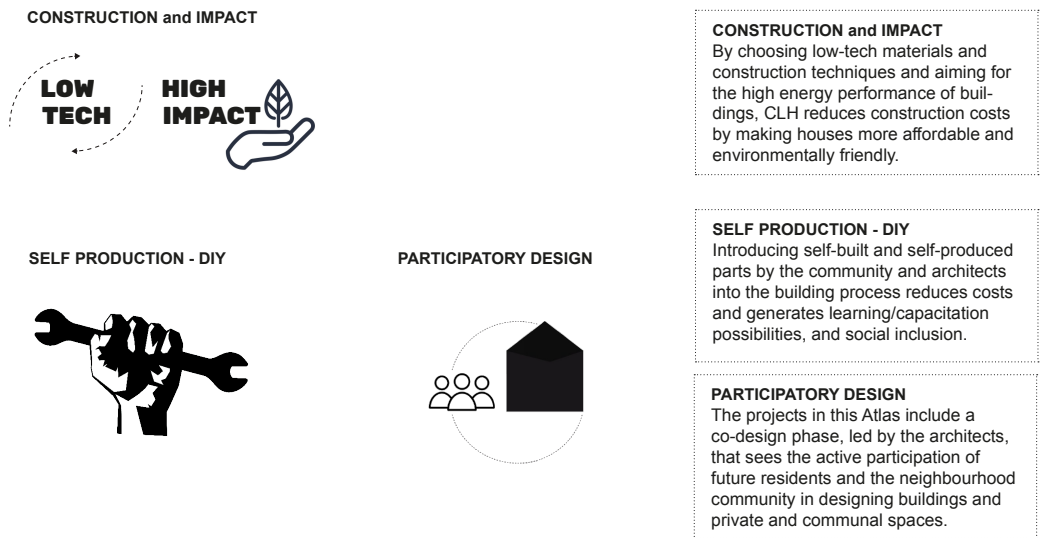 CONSTRUCTION and IMPACT
LOW
TECH
HIGH
IMPACT
SELF PRODUCTION - DIY
PARTICIPATORY DESIGN
CONSTRUCTION and IMPACT
By choosing low-tech materials and
construction techniques and aiming for
the high energy performance of buil-
dings, CLH reduces construction costs
by making houses more affordable and
environmentally friendly.
SELF PRODUCTION - DIY
Introducing self-built and self-produced
parts by the community and architects
into the building process reduces costs
and generates learning/capacitation
possibilities, and social inclusion.
PARTICIPATORY DESIGN
The projects in this Atlas include a
co-design phase, led by the architects,
that sees the active participation of
future residents and the neighbourhood
community in designing buildings and
private and communal spaces.